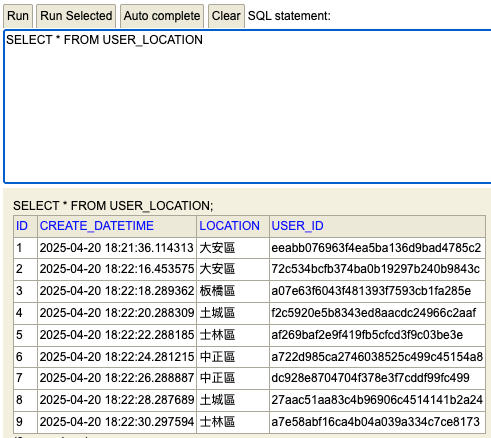 Run Run Selected Auto complete Clear SQL statement:
SELECT * FROM USER_LOCATION
SELECT * FROM USER_LOCATION;
ID CREATE_DATETIME LOCATION USER_ID
1 2025-04-20 18:21:36.114313 大安區 eeabb076963f4ea5ba136d9bad4785c2
2 2025-04-20 18:22:16.453575 大安區 72c534bcfb374ba0b19297b240b9843c
3 2025-04-20 18:22:18.289362 板橋區 a07e63f6043f481393f7593cb1fa285e
4 2025-04-20 18:22:20.288309 土城區 f2c5920e5b8343ed8aacdc24966c2aaf
5 2025-04-20 18:22:22.288185 士林區 af269baf2e9f419fb5cfcd3f9c03be3e
6 2025-04-20 18:22:24.281215 中正區 a722d985ca2746038525c499c45154a8
7 2025-04-20 18:22:26.288887 中正區 dc928e8704704f378e3f7cddf99fc499
8 2025-04-20 18:22:28.287689 土城區 27aac51aa83c4b96906c4514141b2a24
9 2025-04-20 18:22:30.297594 士林區 a7e58abf16ca4b04a039a334c7ce8173